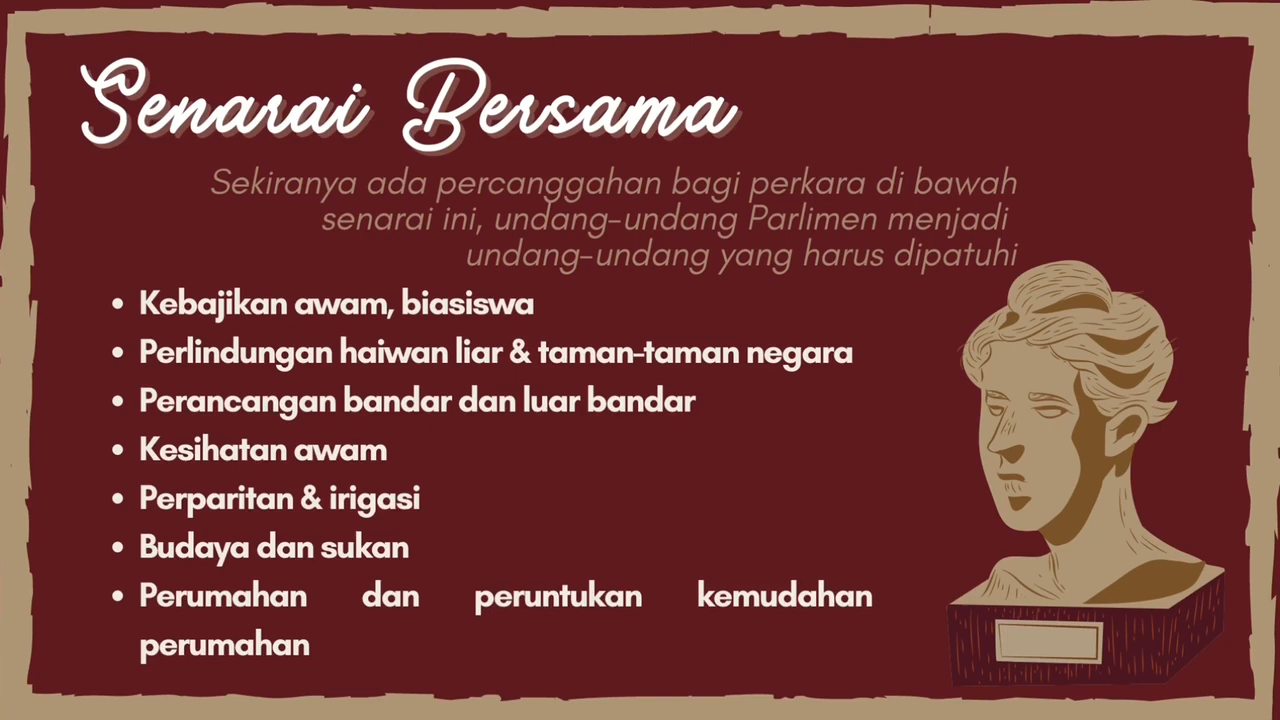 Senarai Bersama
Sekiranya ada percanggahan bagi perkara di bawah
senarai ini, undang-undang Parlimen menjadi
undang-undang yang harus dipatuhi
• Kebajikan awam, biasiswa
• Perlindungan haiwan liar & taman-taman negara
• Perancangan bandar dan luar bandar
• Kesihatan awam
• Perparitan & irigasi
• Budaya dan sukan
• Perumahan dan peruntukan kemudahan
perumahan